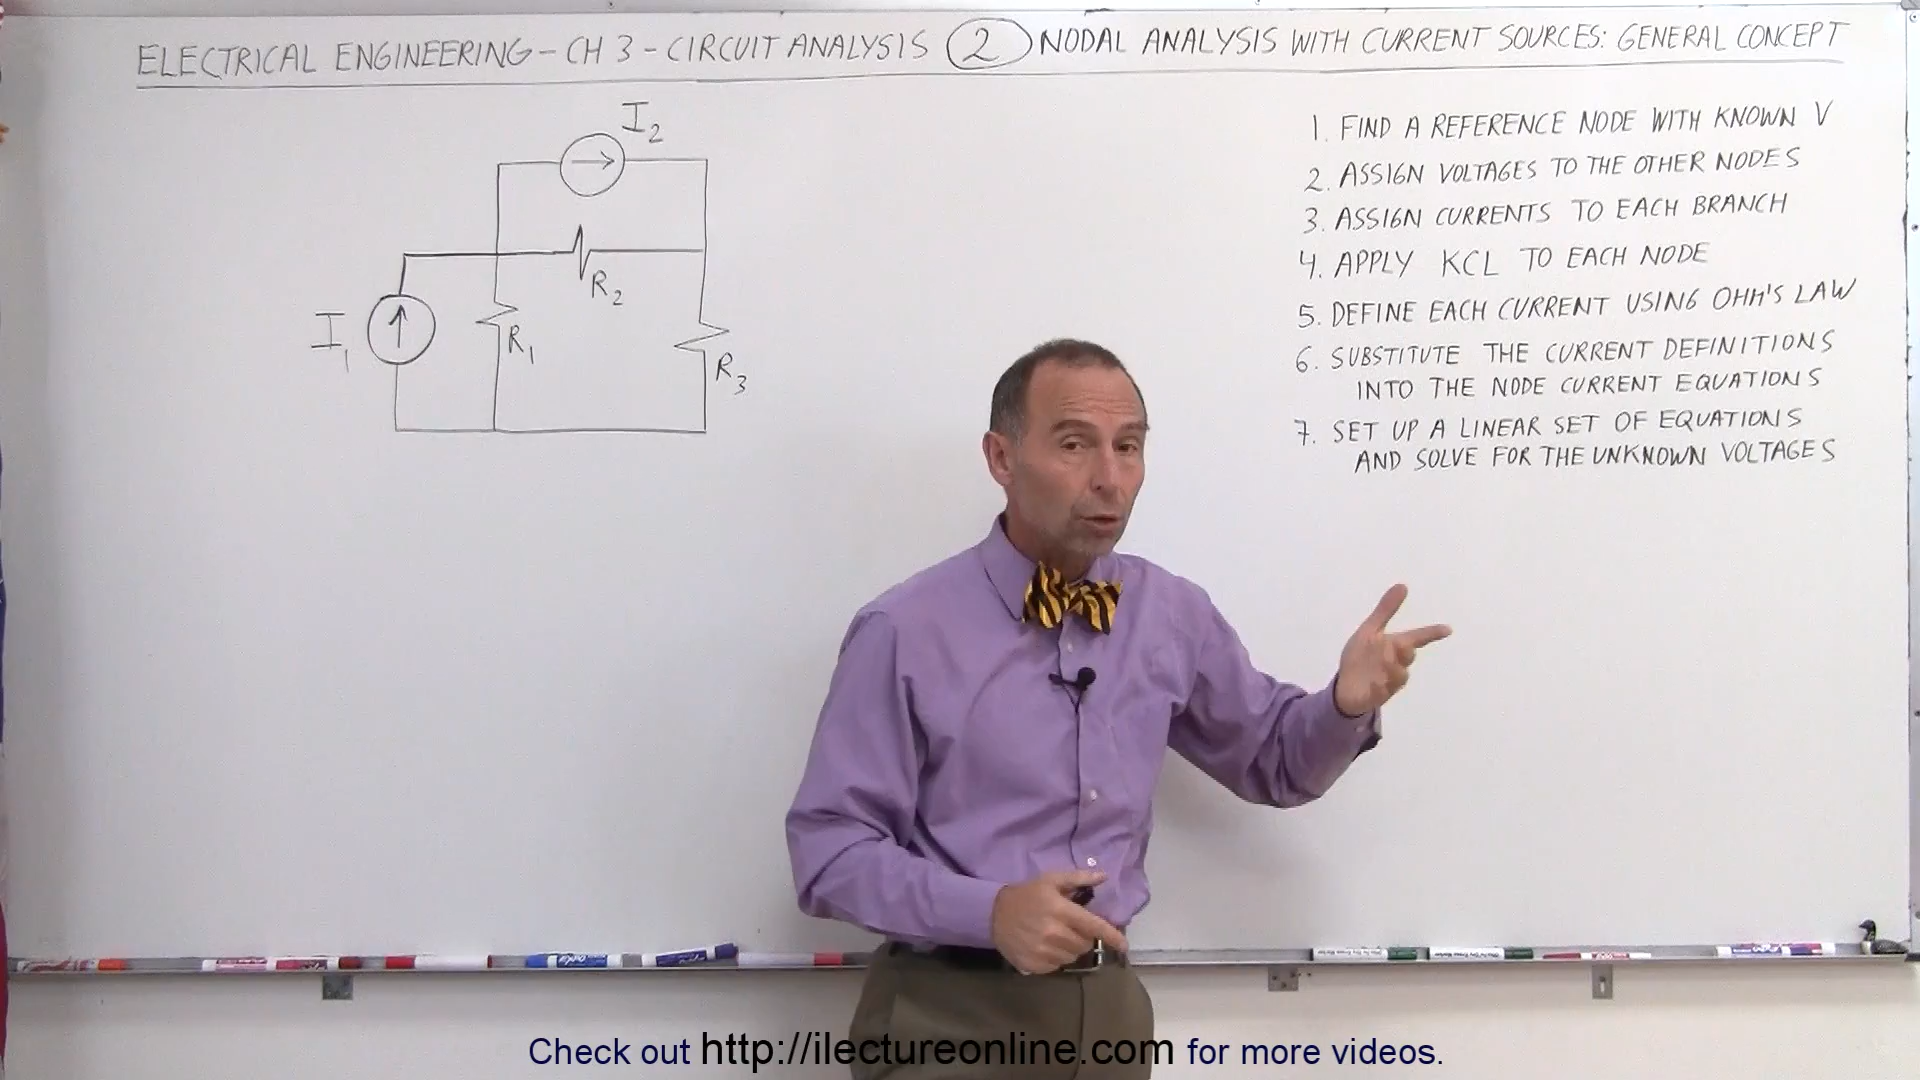 ELECTRICAL ENGINEERING - CH 3 - CIRCUIT ANALYSIS 2 NODAL ANALYSIS WITH CURRENT SOURCES: GENERAL CONCEPT
I2
R2
I1
R1
R3
1. FIND A REFERENCE NODE WITH KNOWN V
2. ASSIGN VOLTAGES TO THE OTHER NODES
3. ASSIGN CURRENTS TO EACH BRANCH
4. APPLY KCL TO EACH NODE
5. DEFINE EACH CURRENT USING OHM'S LAW
6. SUBSTITUTE THE CURRENT DEFINITIONS
INTO THE NODE CURRENT EQUATIONS
7. SET UP A LINEAR SET OF EQUATIONS
AND SOLVE FOR THE UNKNOWN VOLTAGES
Check out http://ilectureonline.com for more videos.